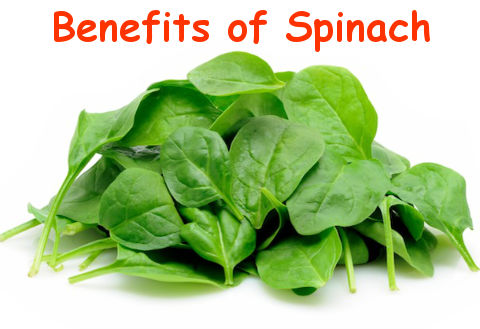 Benefits of Spinach